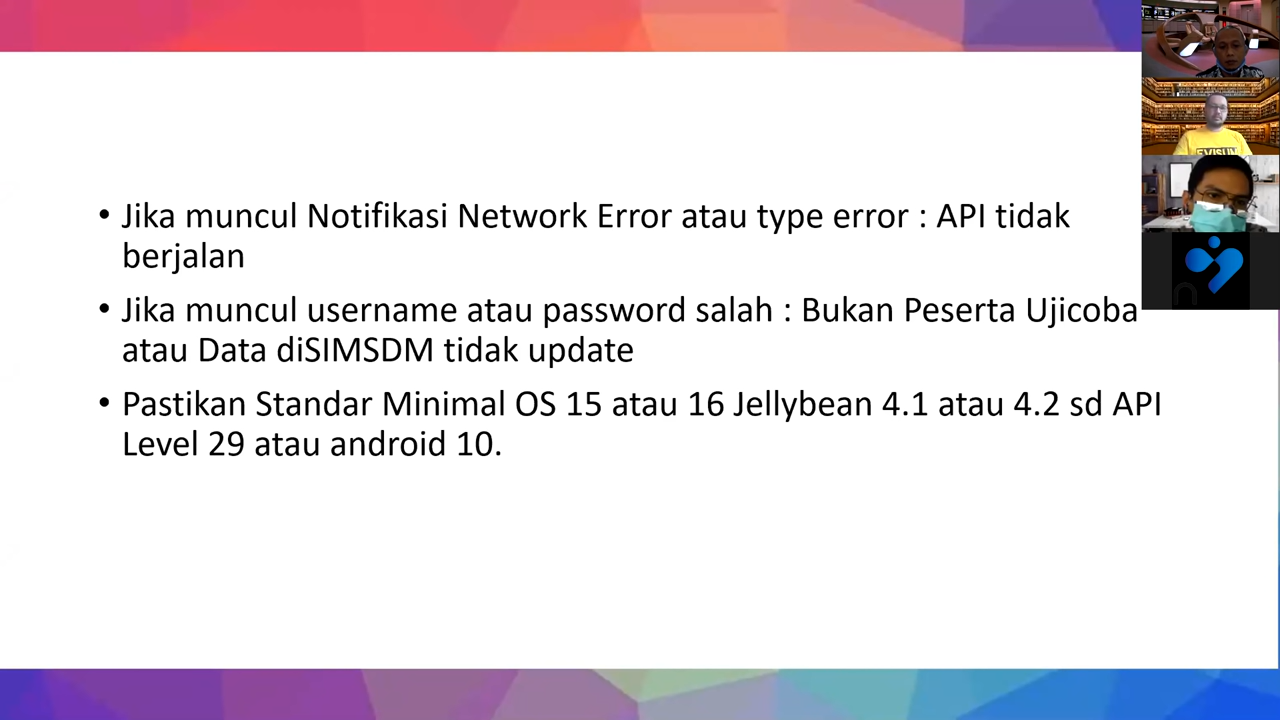 • Jika muncul Notifikasi Network Error atau type error : API tidak
berjalan
• Jika muncul username atau password salah : Bukan Peserta Ujicoba
atau Data diSIMSDM tidak update
• Pastikan Standar Minimal OS 15 atau 16 Jellybean 4.1 atau 4.2 sd API
Level 29 atau android 10.